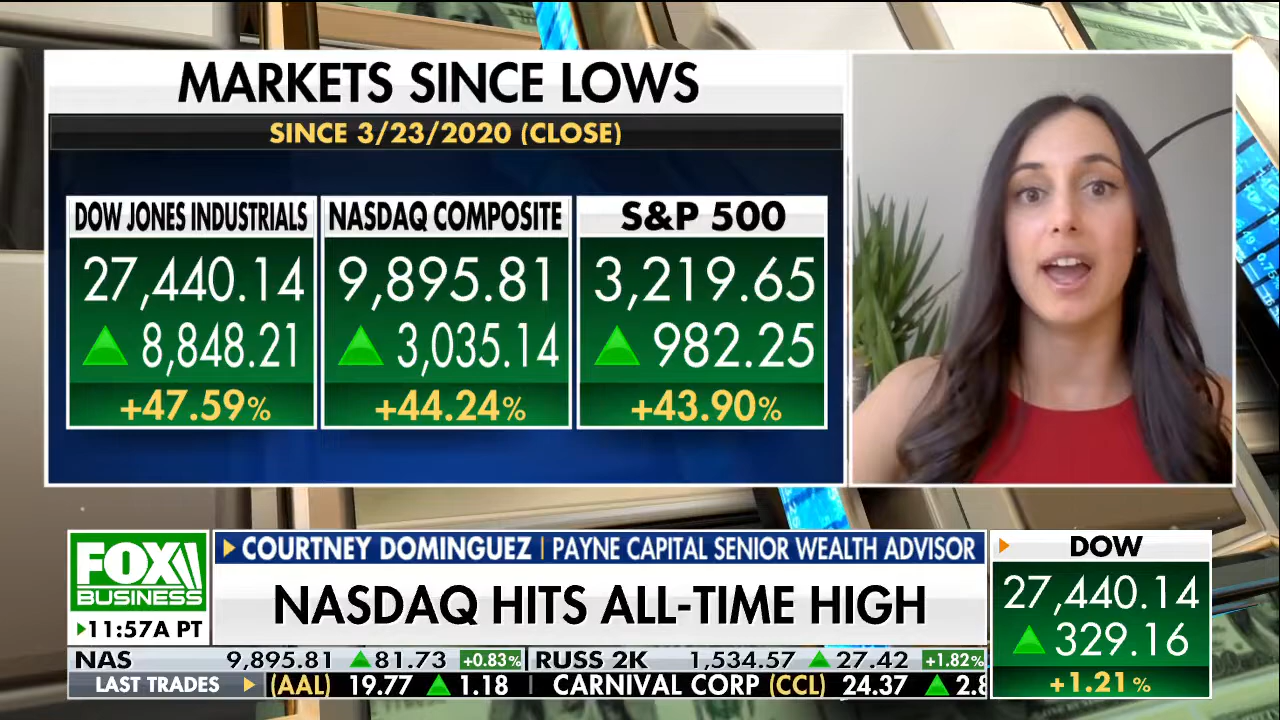 MARKETS SINCE LOWS
SINCE 3/23/2020 (CLOSE)
DOW JONES INDUSTRIALS
27,440.14
8,848.21
+47.59%
NASDAQ COMPOSITE
9,895.81
3,035.14
+44.24%
S&P 500
3,219.65
982.25
+43.90%
FOX
BUSINESS
11:57A PT
COURTNEY DOMINGUEZ | PAYNE CAPITAL SENIOR WEALTH ADVISOR
NASDAQ HITS ALL-TIME HIGH
DOW
27,440.14
329.16
+1.21%
NAS 9,895.81 81.73 +0.83% RUSS 2K 1,534.57 27.42 +1.82%
LAST TRADES (AAL) 19.77 1.18 | CARNIVAL CORP (CCL) 24.37